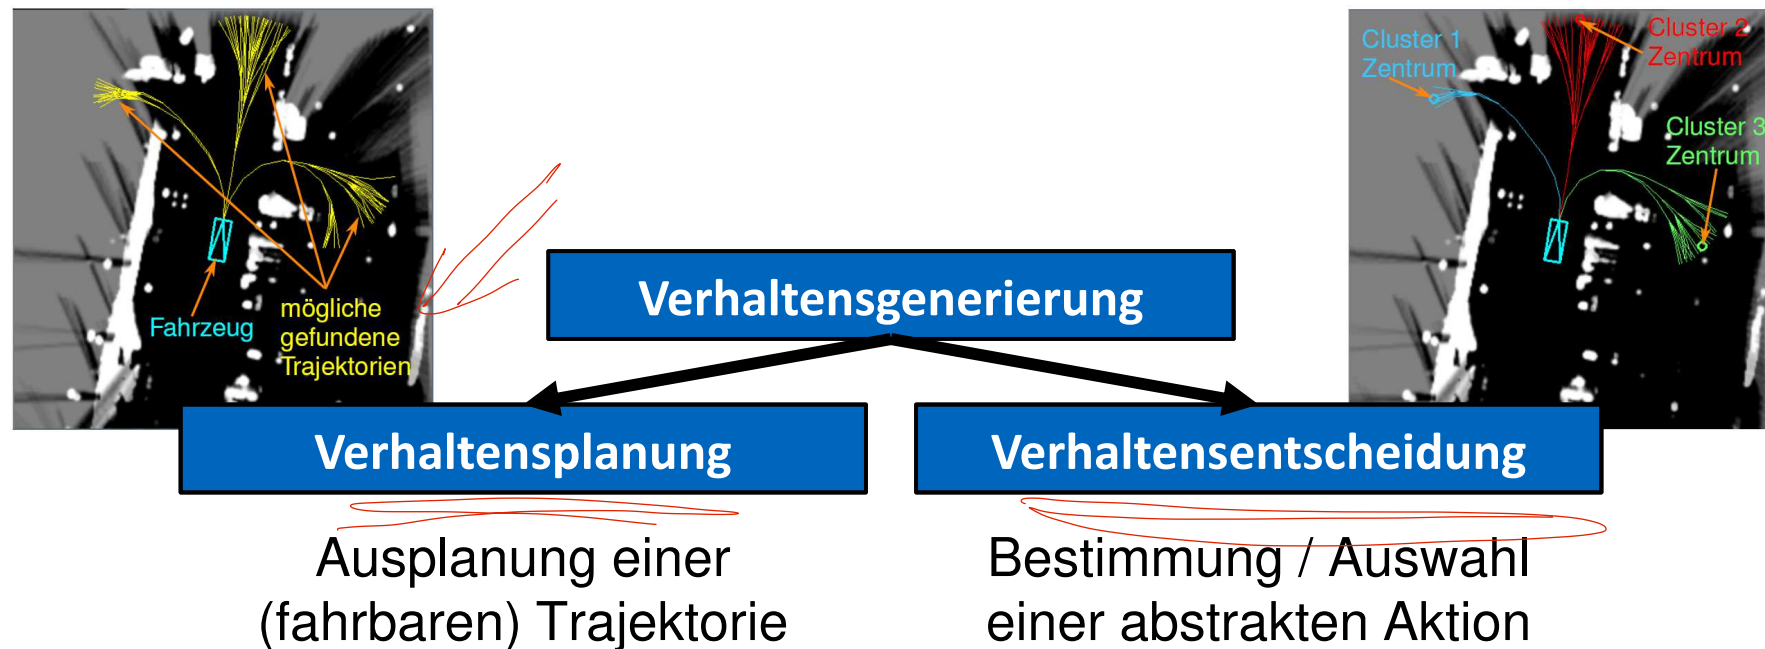 Fahrzeug
mögliche
gefundene
Trajektorien
Cluster 1
Zentrum
Cluster 2
Zentrum
Cluster 3
Zentrum
Verhaltensgenerierung
Verhaltensplanung
Verhaltensentscheidung
Ausplanung einer
(fahrbaren) Trajektorie
Bestimmung / Auswahl
einer abstrakten Aktion